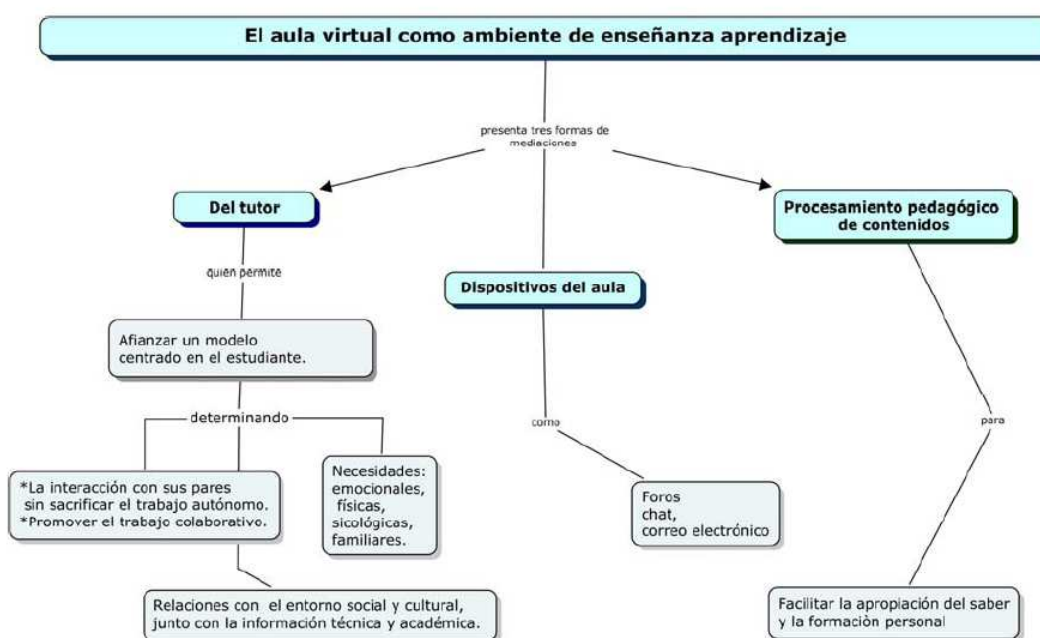 El aula virtual como ambiente de enseñanza aprendizaje
presenta tres formas de
mediaciones
Del tutor
quien permite
Afianzar un modelo
centrado en el estudiante.
determinando
*La interacción con sus pares
sin sacrificar el trabajo autónomo.
*Promover el trabajo colaborativo.
Necesidades:
emocionales,
físicas,
sicológicas,
familiares.
Relaciones con el entorno social y cultural,
junto con la información técnica y académica.
Dispositivos del aula
como
Foros
chat,
correo electrónico
Procesamiento pedagógico
de contenidos
para
Facilitar la apropiación del saber
y la formación personal